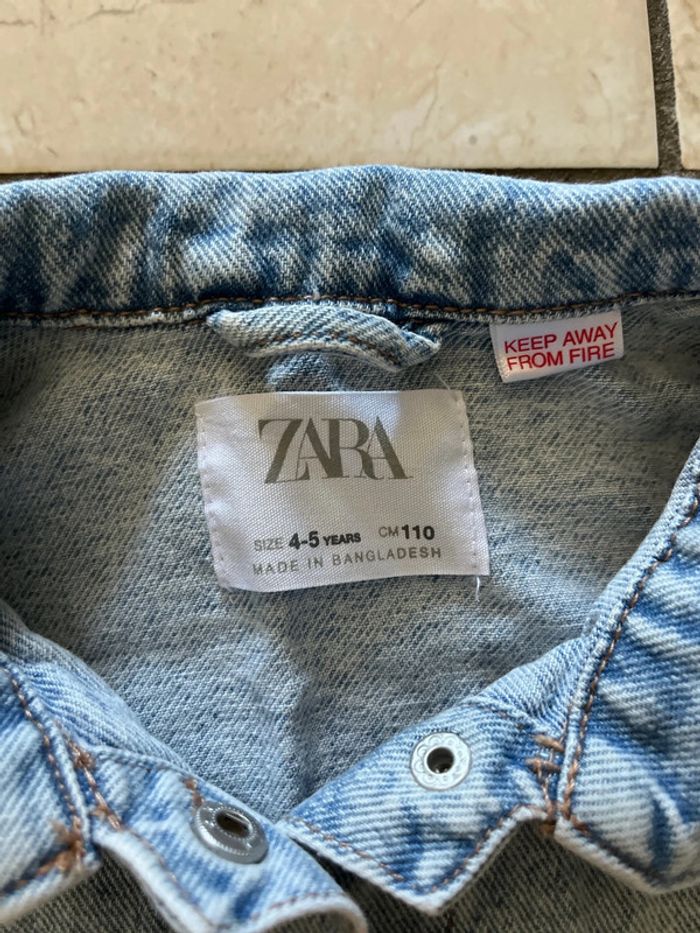 KEEP AWAY
FROM FIRE
ZARA
SIZE 4-5 YEARS CM 110
MADE IN BANGLADESH